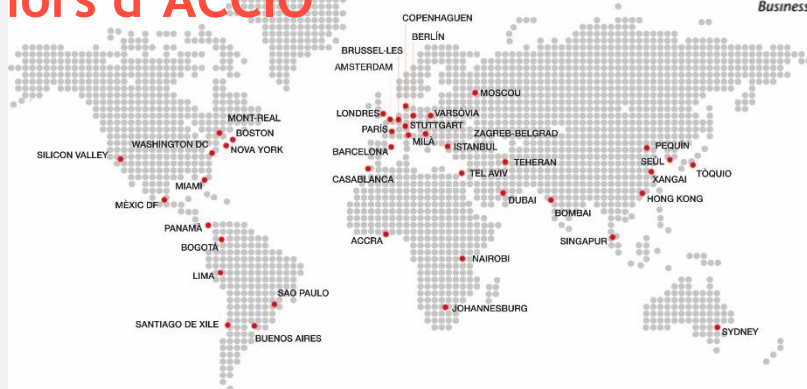 iors d'ACCIÓ
Business
COPENHAGUEN
BERLÍN
BRUSSEL·LES
AMSTERDAM
MOSCOU
LONDRES
VARSÒVIA
MONT-REAL
STUTTGART
PARÍS
BOSTON
ZAGREB-BELGRAD
WASHINGTON DC
NOVA YORK
MILÀ
ISTANBUL
PEQUÍN
BARCELONA
SILICON VALLEY
TEHERAN
SEÜL
TEL AVIV
TÒQUIO
CASABLANCA
XANGAI
MIAMI
DUBAI
HONG KONG
MÈXIC DF
BOMBAI
PANAMÀ
ACCRA
SINGAPUR
BOGOTÀ
NAIROBI
LIMA
SAO PAULO
JOHANNESBURG
SANTIAGO DE XILE
SYDNEY
BUENOS AIRES